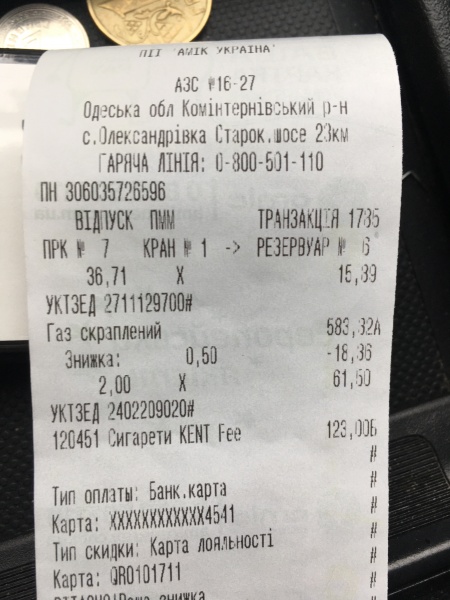 ПІІ "АМІК УКРАЇНА"
АЗС №16-27
Одеська обл Комінтернівський р-н
с.Олександрівка Старок.шосе 23км
ГАРЯЧА ЛІНІЯ: 0-800-501-110
ПН 306035726596
ВІДПУСК ПММ ТРАНЗАКЦІЯ 1785
ПРК № 7 КРАН № 1 -> РЕЗЕРВУАР № 6
36,71 X 15,89
УКТЗЕД 2711129700#
Газ скраплений 583,32А
Знижка: 0,50 -18,36
2,00 X 61,50
УКТЗЕД 2402209020#
120451 Сигарети KENT Fee 123,00Б
#
Тип оплаты: Банк.карта #
Карта: XXXXXXXXXXXX4541 #
Тип скидки: Карта лояльності #
Карта: QR0101711 #
знижка #